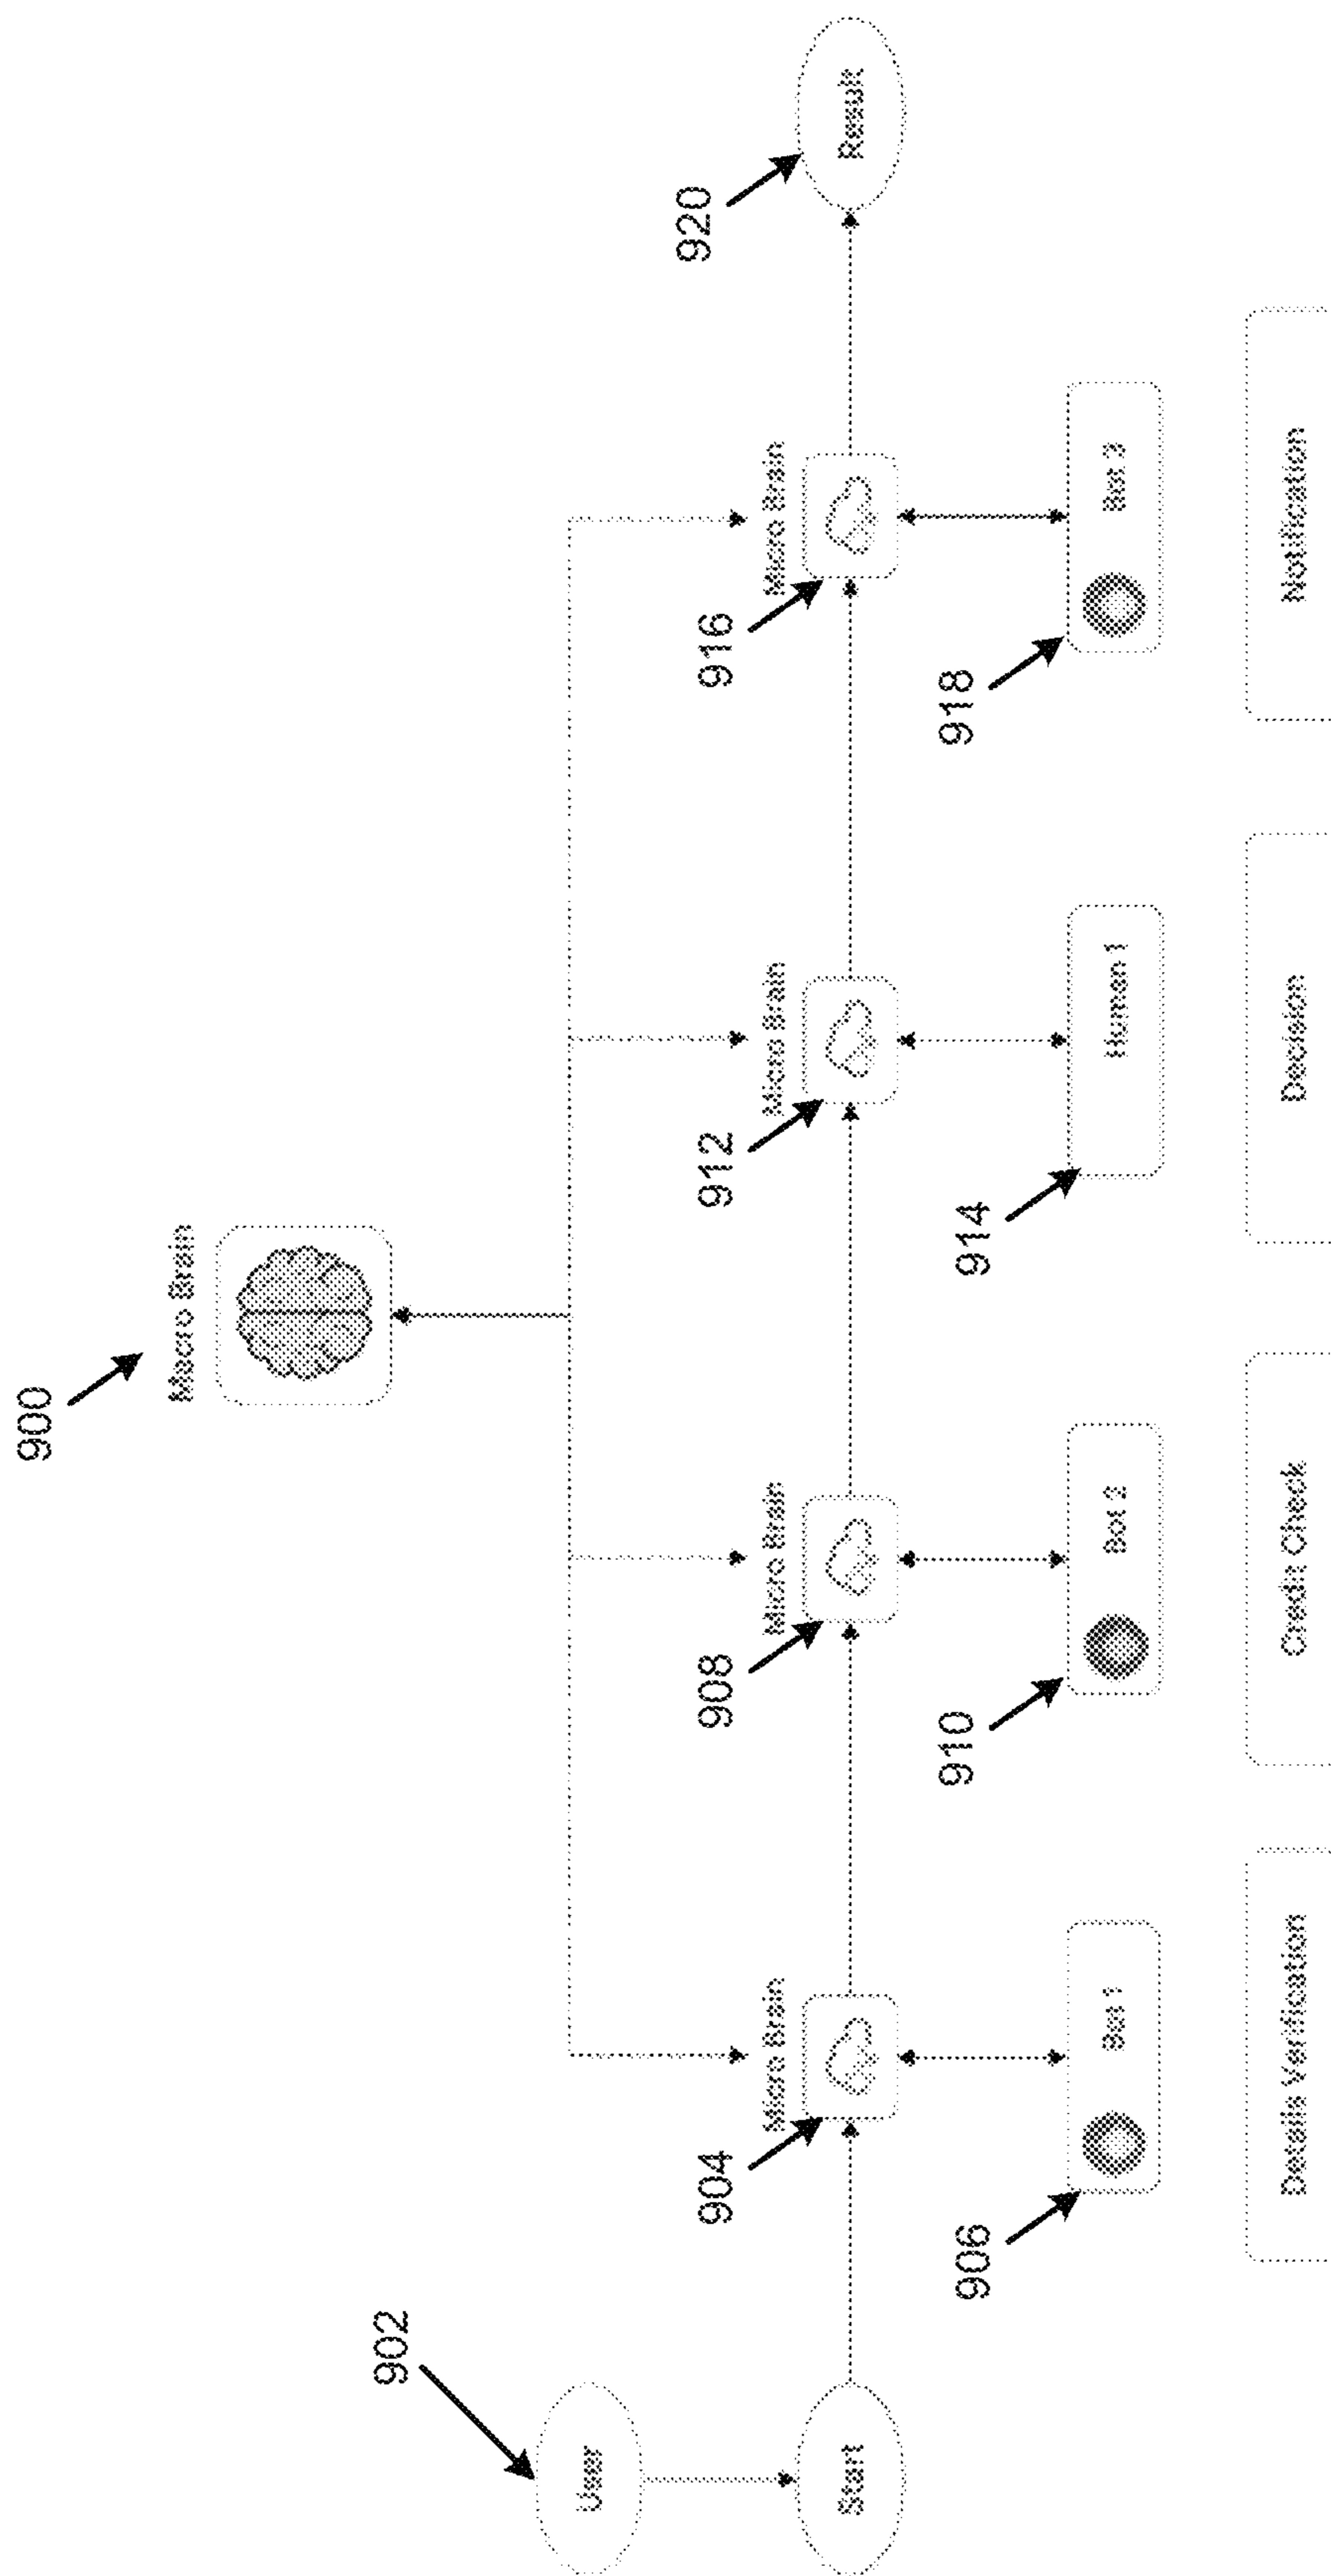 900
Macro Brain
902
User
Start
904
Micro Brain
908
Micro Brain
912
Micro Brain
916
Micro Brain
920
Result
906
Bot 1
910
Bot 2
914
Human 1
918
Bot 3
Details Verification
Credit Check
Decision
Notification